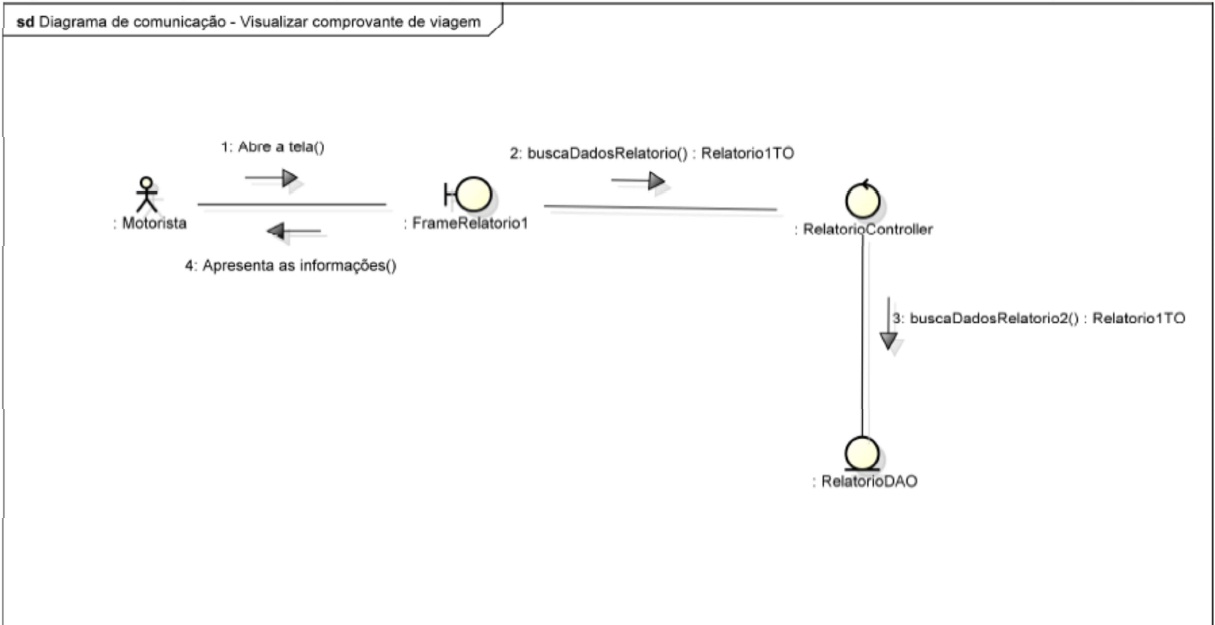 sd Diagrama de comunicação - Visualizar comprovante de viagem
1: Abre a tela()
2: buscaDadosRelatorio() : Relatorio1TO
: Motorista
: FrameRelatorio1
: RelatorioController
4: Apresenta as informações()
3: buscaDadosRelatorio2() : Relatorio1TO
: RelatorioDAO